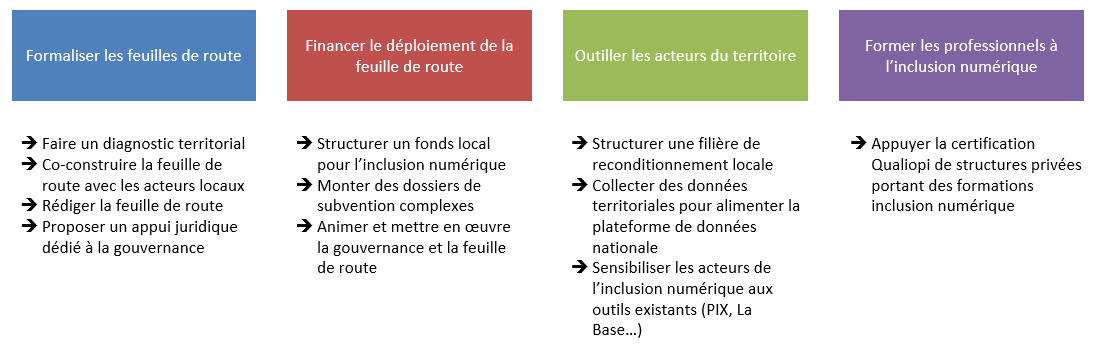 Formaliser les feuilles de route
➔ Faire un diagnostic territorial
➔ Co-construire la feuille de
route avec les acteurs locaux
➔ Rédiger la feuille de route
➔ Proposer un appui juridique
dédié à la gouvernance
Financer le déploiement de la
feuille de route
➔ Structurer un fonds local
pour l’inclusion numérique
➔ Monter des dossiers de
subvention complexes
➔ Animer et mettre en œuvre
la gouvernance et la feuille
de route
Outiller les acteurs du territoire
➔ Structurer une filière de
reconditionnement locale
➔ Collecter des données
territoriales pour alimenter la
plateforme de données
nationale
➔ Sensibiliser les acteurs de
l’inclusion numérique aux
outils existants (PIX, La
Base…)
Former les professionnels à
l’inclusion numérique
➔ Appuyer la certification
Qualiopi de structures privées
portant des formations
inclusion numérique